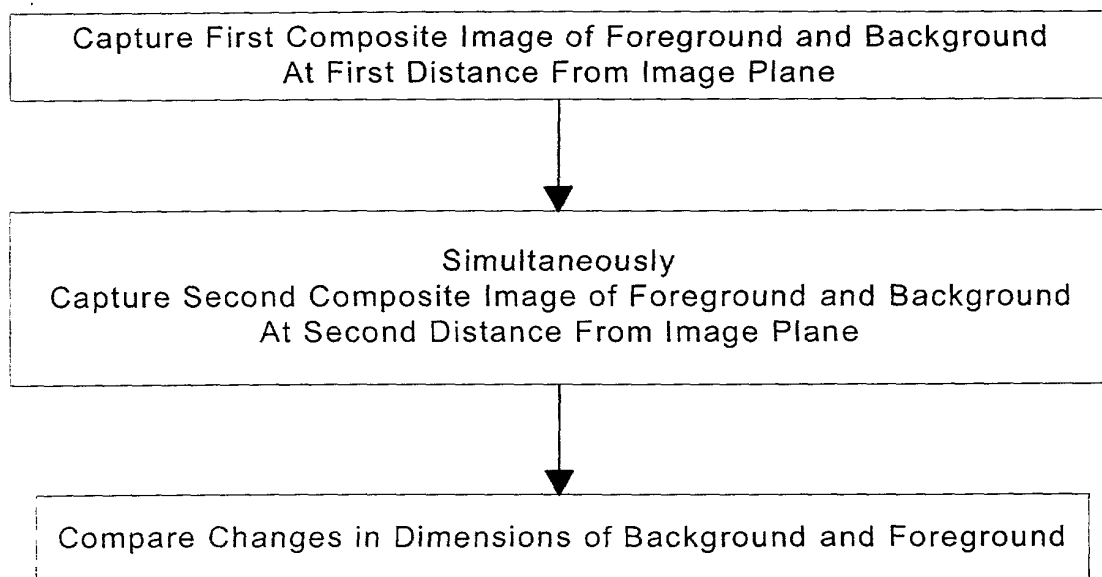 Capture First Composite Image of Foreground and Background
At First Distance From Image Plane
Simultaneously
Capture Second Composite Image of Foreground and Background
At Second Distance From Image Plane
Compare Changes in Dimensions of Background and Foreground